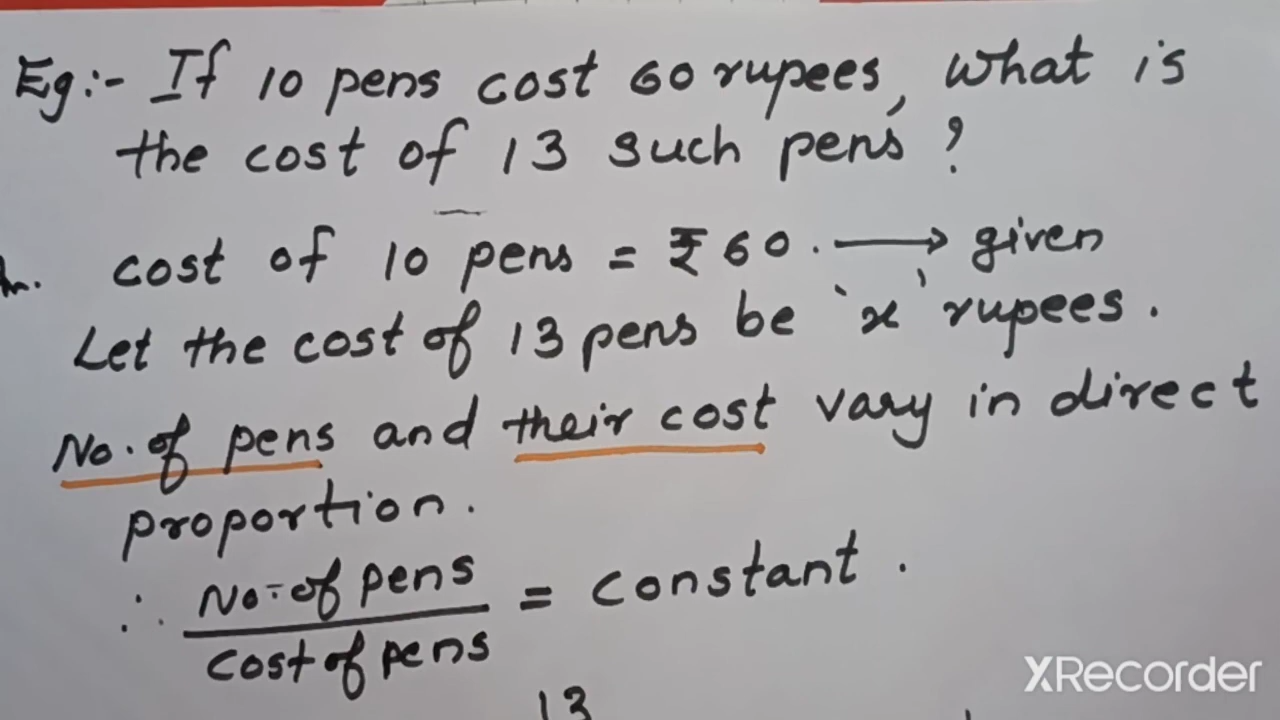 Eg:- If 10 pens cost 60 rupees, what is
the cost of 13 such pens ?
cost of 10 pens = ₹60. ⟶ given
Let the cost of 13 pens be 'x' rupees.
No. of pens and their cost vary in direct
proportion.
∴ No. of pens
= constant.
cost of pens
XRecorder
13